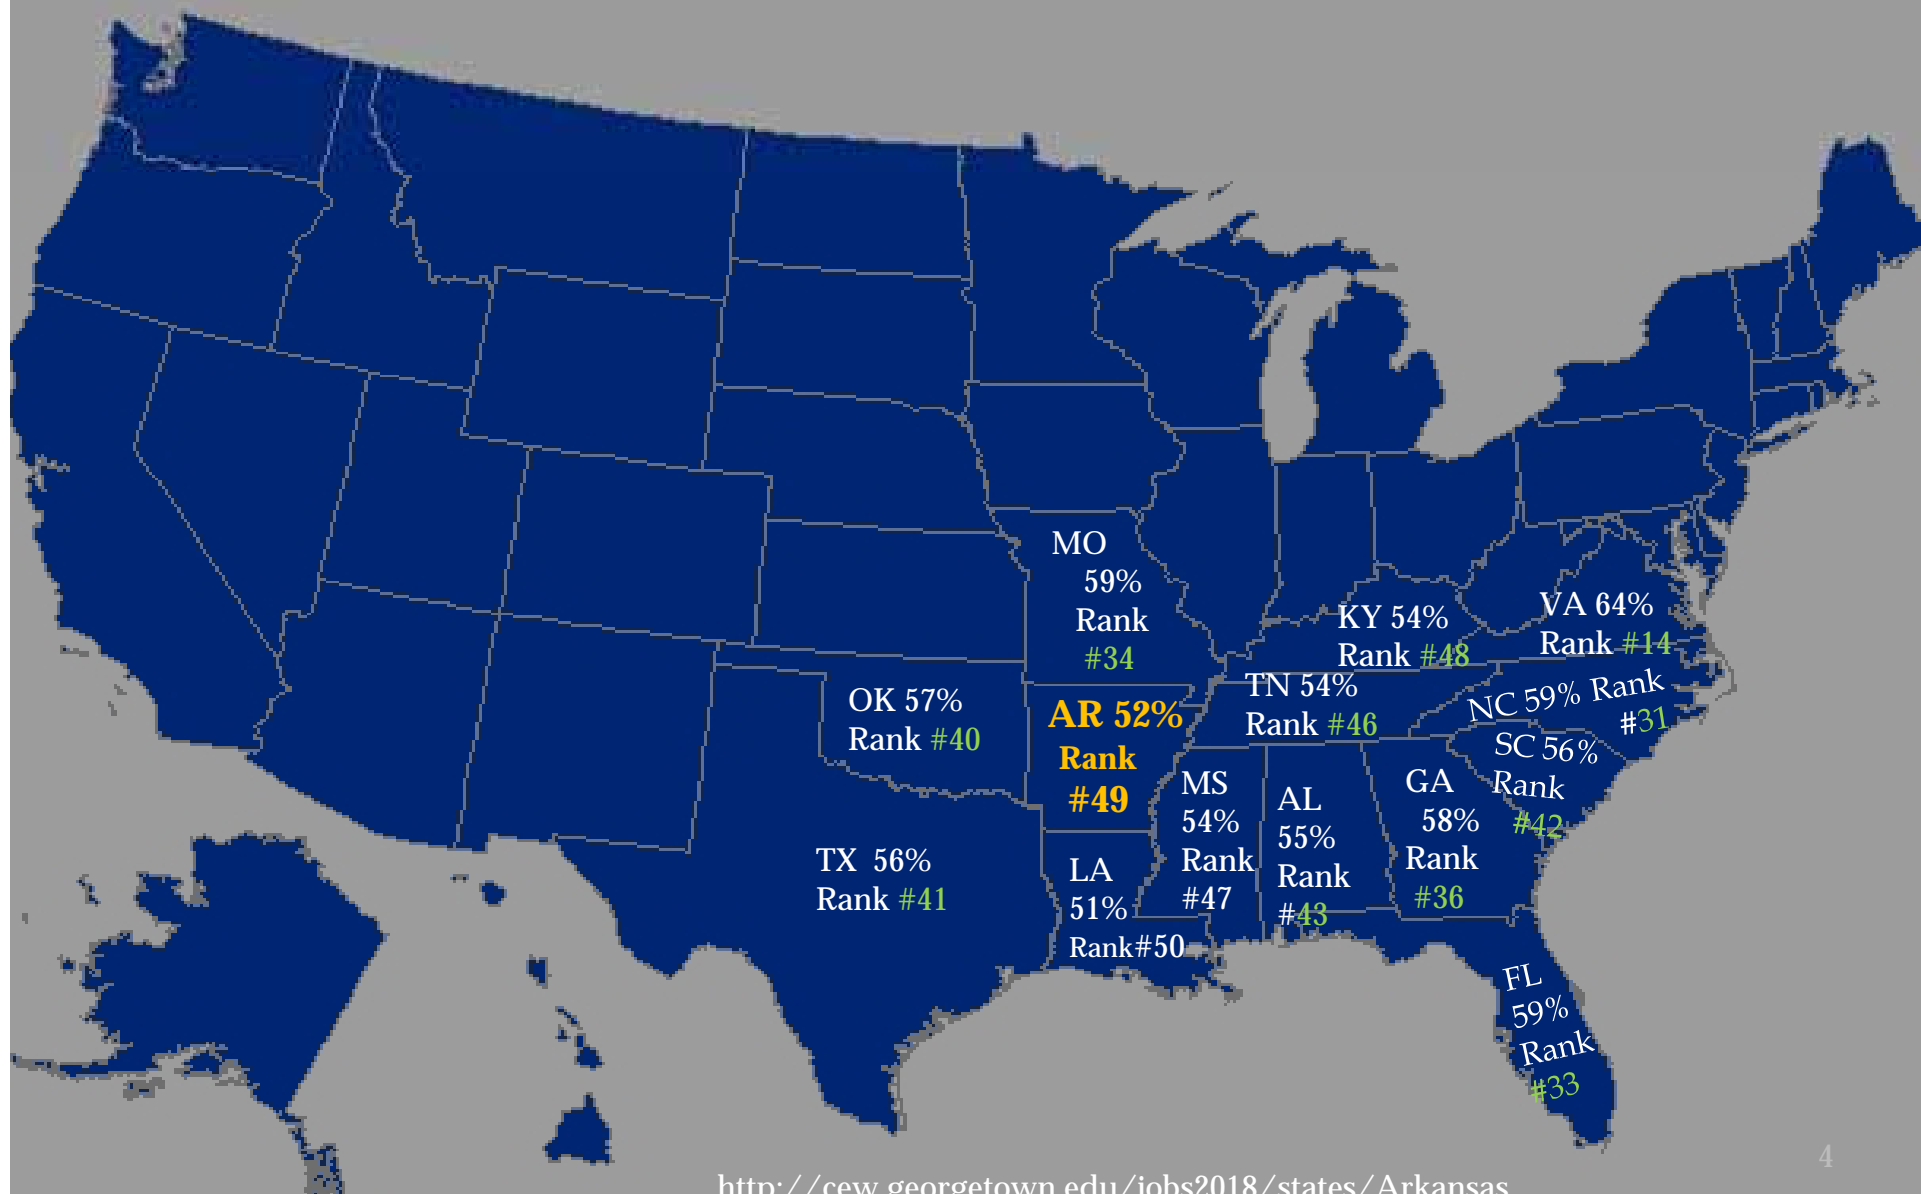 MO
59%
Rank
#34
KY 54%
Rank #48
VA 64%
Rank #14
OK 57%
Rank #40
AR 52%
Rank
#49
TN 54%
Rank #46
NC 59% Rank
#31
SC 56%
Rank
#42
TX 56%
Rank #41
LA
51%
Rank#50
MS
54%
Rank
#47
AL
55%
Rank
#43
GA
58%
Rank
#36
FL
59%
Rank
#33
4
http://cew.georgetown.edu/jobs2018/states/Arkansas